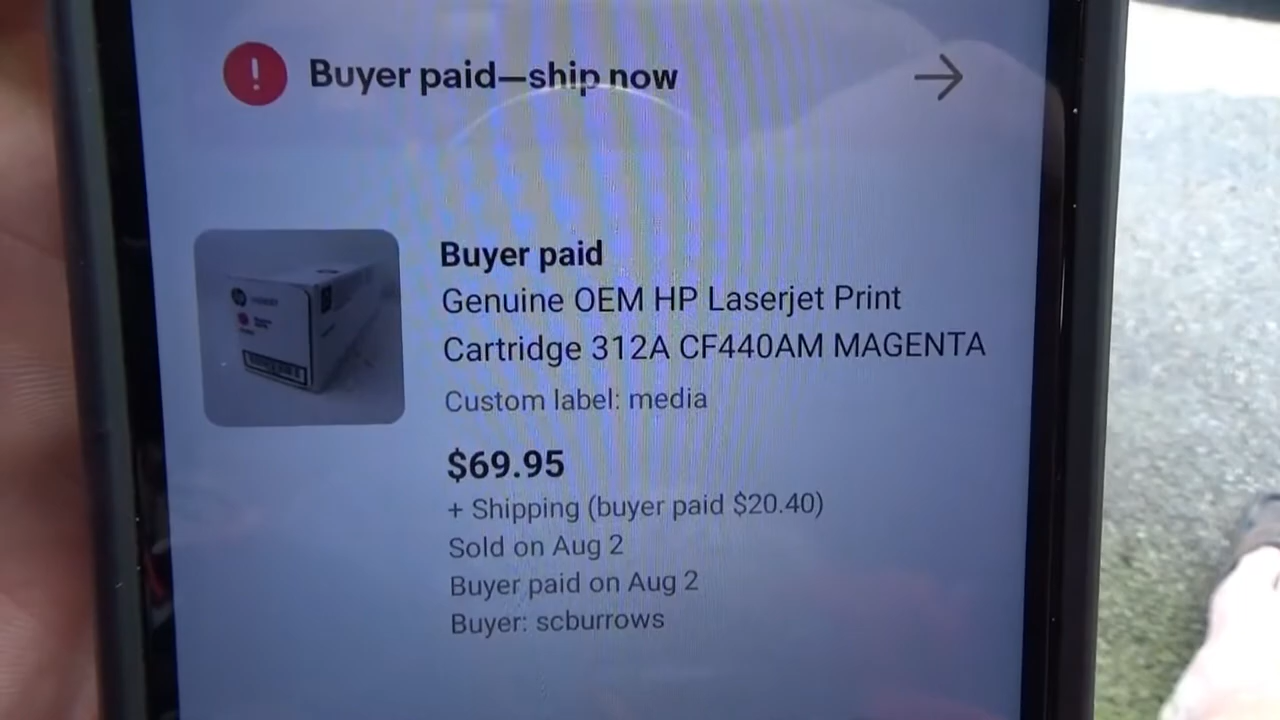 Buyer paid—ship now
Buyer paid
Genuine OEM HP Laserjet Print
Cartridge 312A CF440AM MAGENTA
Custom label: media
$69.95
+ Shipping (buyer paid $20.40)
Sold on Aug 2
Buyer paid on Aug 2
Buyer: scburrows